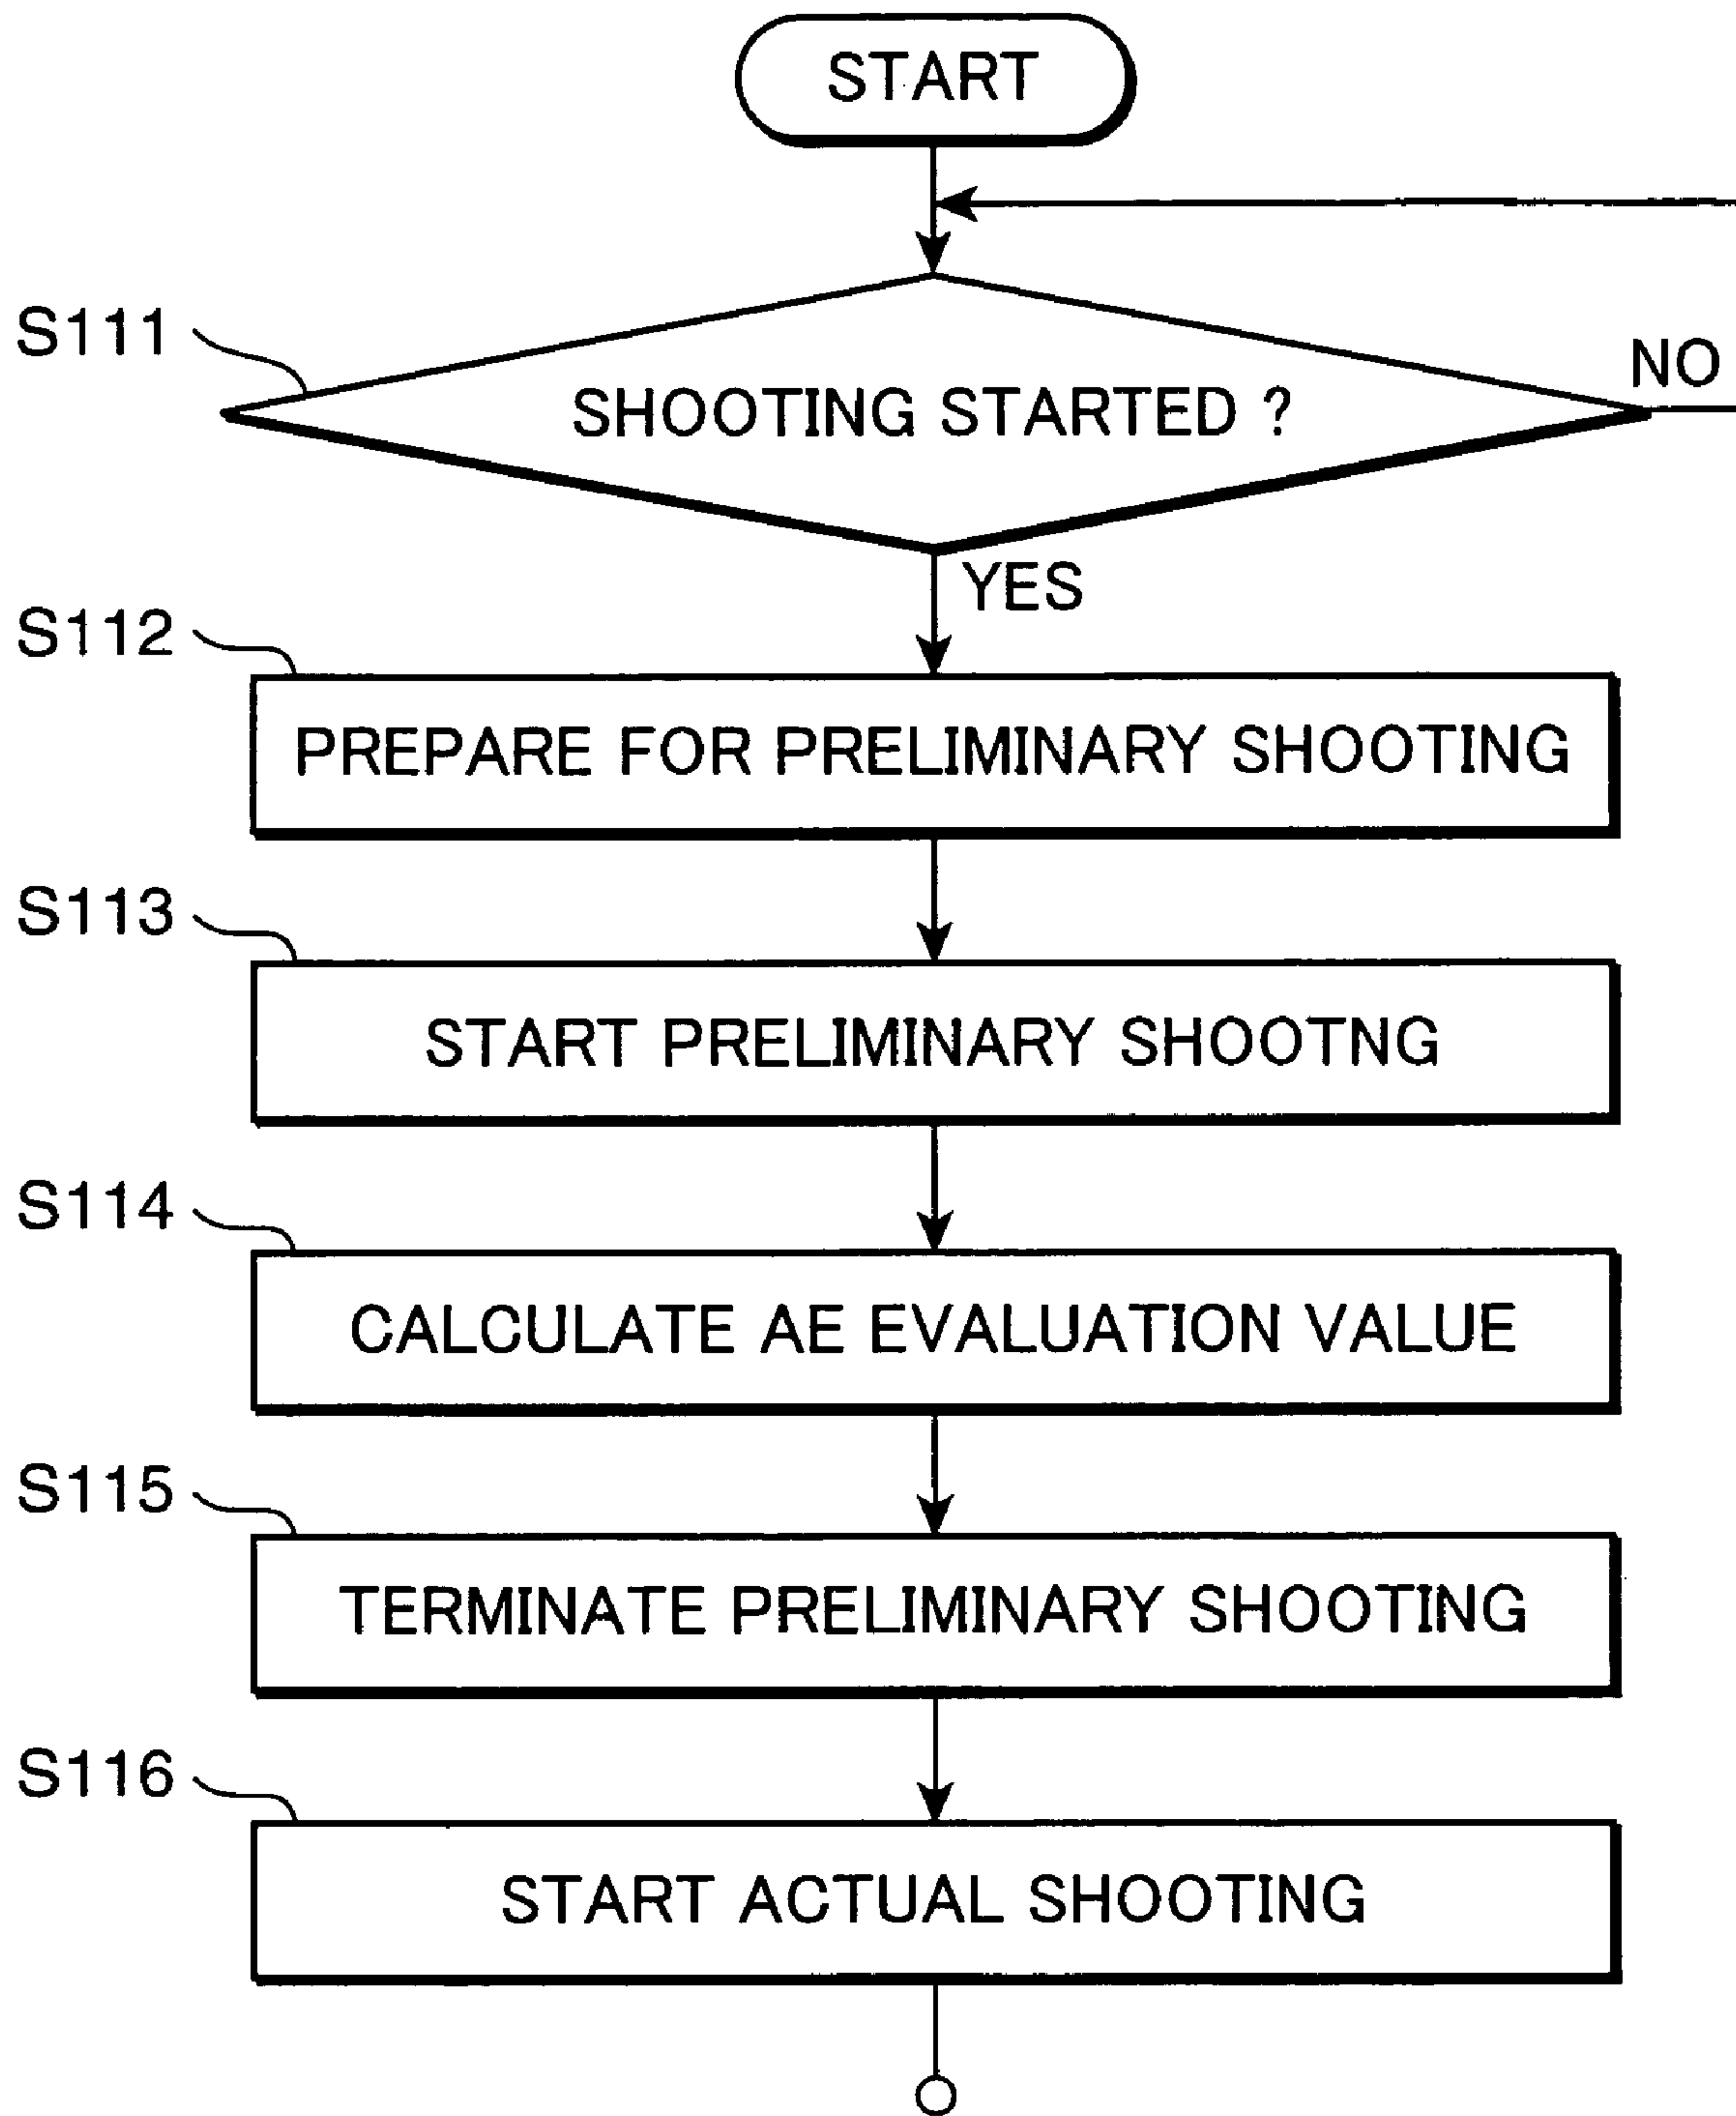 START
S111
SHOOTING STARTED ?
NO
YES
S112
PREPARE FOR PRELIMINARY SHOOTING
S113
START PRELIMINARY SHOOTNG
S114
CALCULATE AE EVALUATION VALUE
S115
TERMINATE PRELIMINARY SHOOTING
S116
START ACTUAL SHOOTING